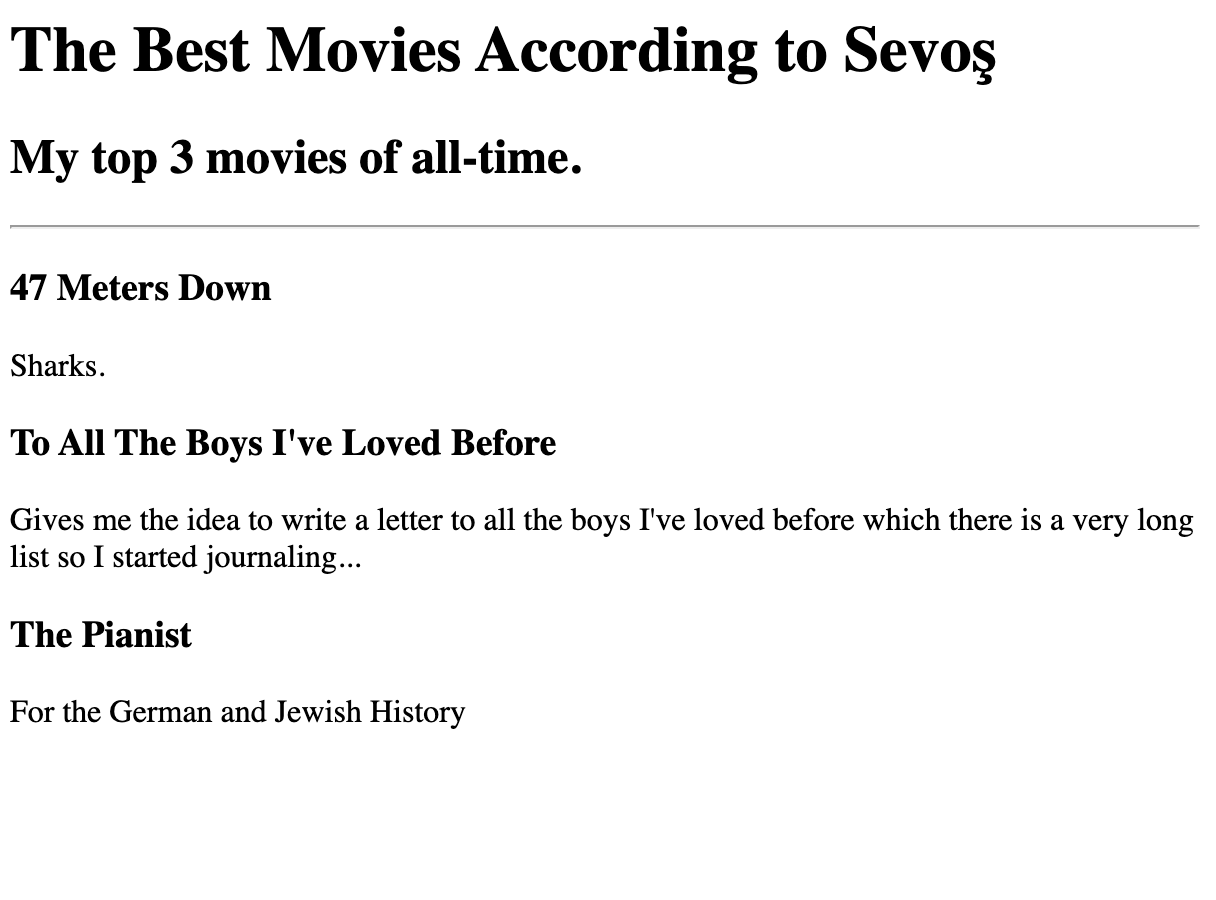 The Best Movies According to Sevoş
My top 3 movies of all-time.
47 Meters Down
Sharks.
To All The Boys I've Loved Before
Gives me the idea to write a letter to all the boys I've loved before which there is a very long
list so I started journaling...
The Pianist
For the German and Jewish History